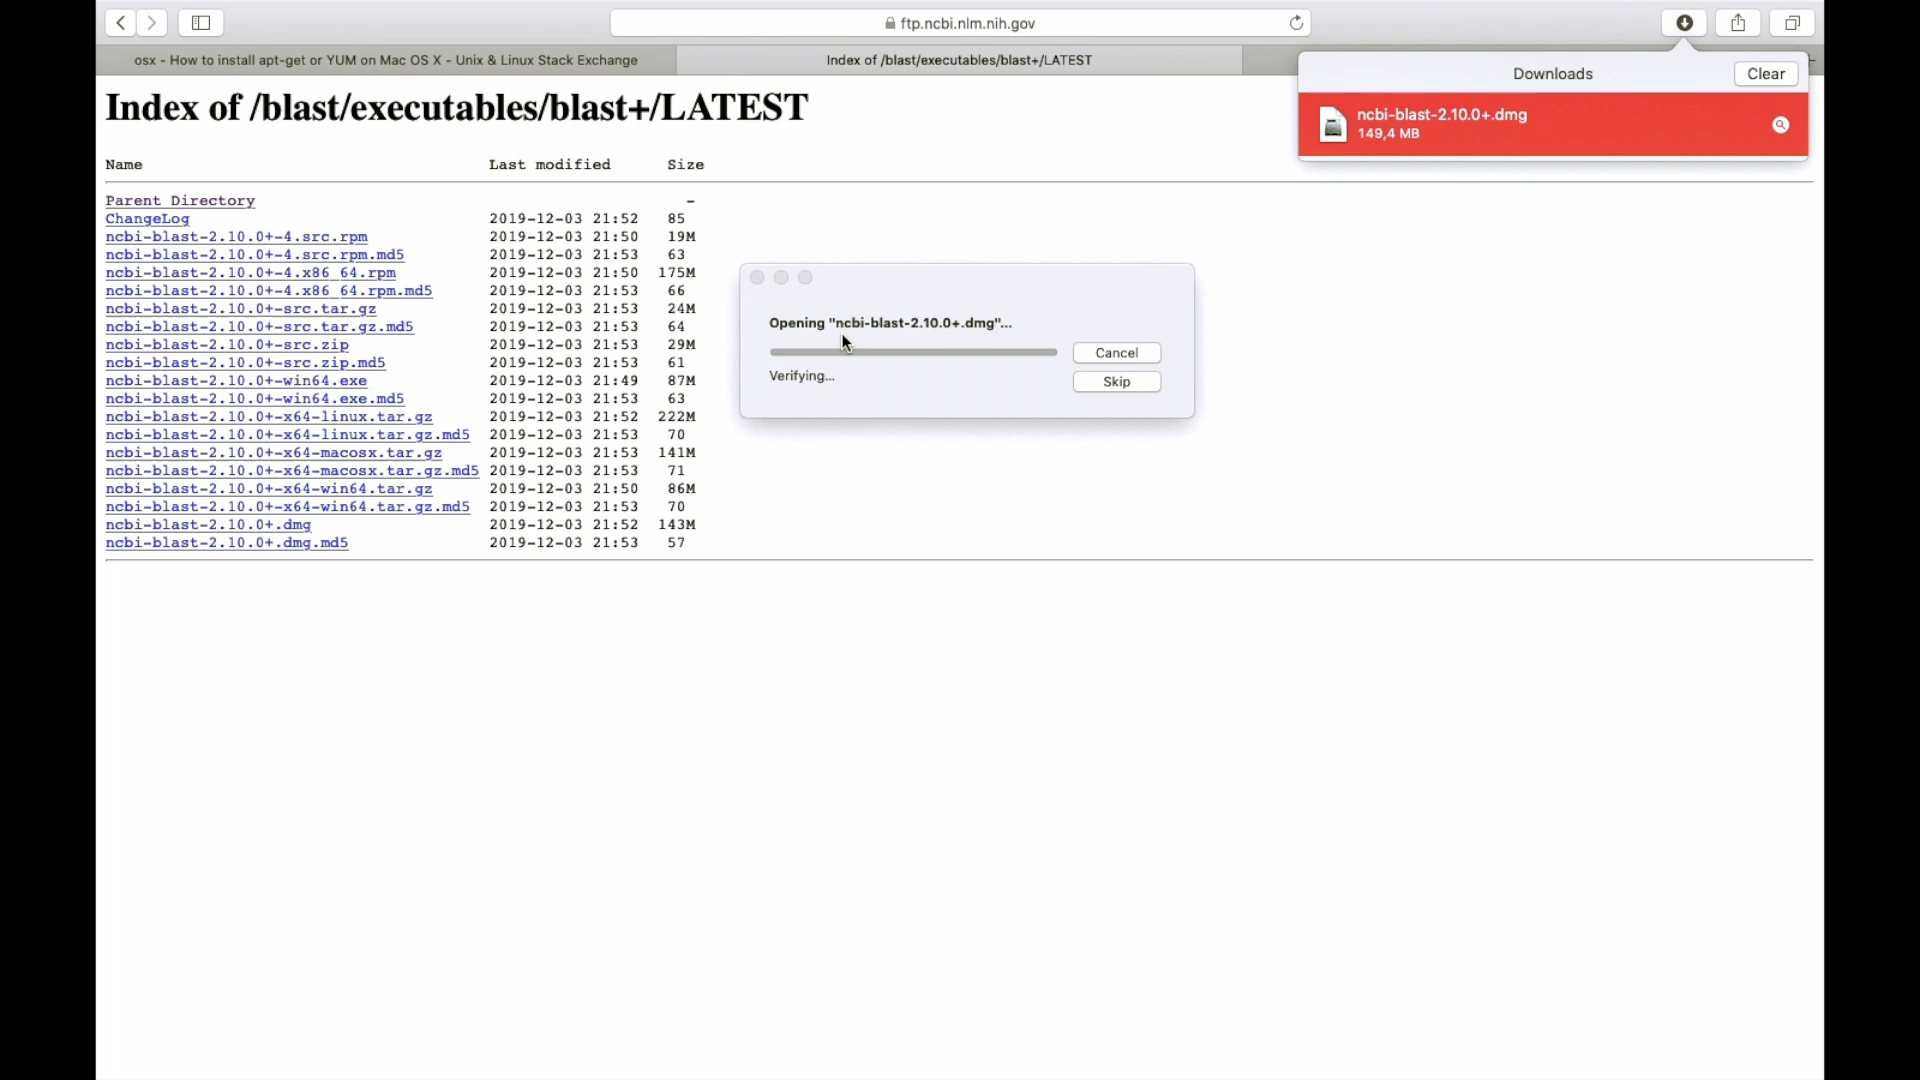 ftp.ncbi.nlm.nih.gov
osx - How to install apt-get or YUM on Mac OS X - Unix & Linux Stack Exchange
Index of /blast/executables/blast+/LATEST
Downloads
Clear
ncbi-blast-2.10.0+.dmg
149,4 MB
Index of /blast/executables/blast+/LATEST
Name Last modified Size
Parent Directory -
ChangeLog 2019-12-03 21:52 85
ncbi-blast-2.10.0+-4.src.rpm 2019-12-03 21:50 19M
ncbi-blast-2.10.0+-4.src.rpm.md5 2019-12-03 21:53 63
ncbi-blast-2.10.0+-4.x86_64.rpm 2019-12-03 21:50 175M
ncbi-blast-2.10.0+-4.x86_64.rpm.md5 2019-12-03 21:53 66
ncbi-blast-2.10.0+-src.tar.gz 2019-12-03 21:53 24M
ncbi-blast-2.10.0+-src.tar.gz.md5 2019-12-03 21:53 64
ncbi-blast-2.10.0+-src.zip 2019-12-03 21:53 29M
ncbi-blast-2.10.0+-src.zip.md5 2019-12-03 21:53 61
ncbi-blast-2.10.0+-win64.exe 2019-12-03 21:49 87M
ncbi-blast-2.10.0+-win64.exe.md5 2019-12-03 21:53 63
ncbi-blast-2.10.0+-x64-linux.tar.gz 2019-12-03 21:52 222M
ncbi-blast-2.10.0+-x64-linux.tar.gz.md5 2019-12-03 21:53 70
ncbi-blast-2.10.0+-x64-macosx.tar.gz 2019-12-03 21:53 141M
ncbi-blast-2.10.0+-x64-macosx.tar.gz.md5 2019-12-03 21:53 71
ncbi-blast-2.10.0+-x64-win64.tar.gz 2019-12-03 21:50 86M
ncbi-blast-2.10.0+-x64-win64.tar.gz.md5 2019-12-03 21:53 70
ncbi-blast-2.10.0+.dmg 2019-12-03 21:52 143M
ncbi-blast-2.10.0+.dmg.md5 2019-12-03 21:53 57
Opening "ncbi-blast-2.10.0+.dmg"...
Cancel
Verifying...
Skip